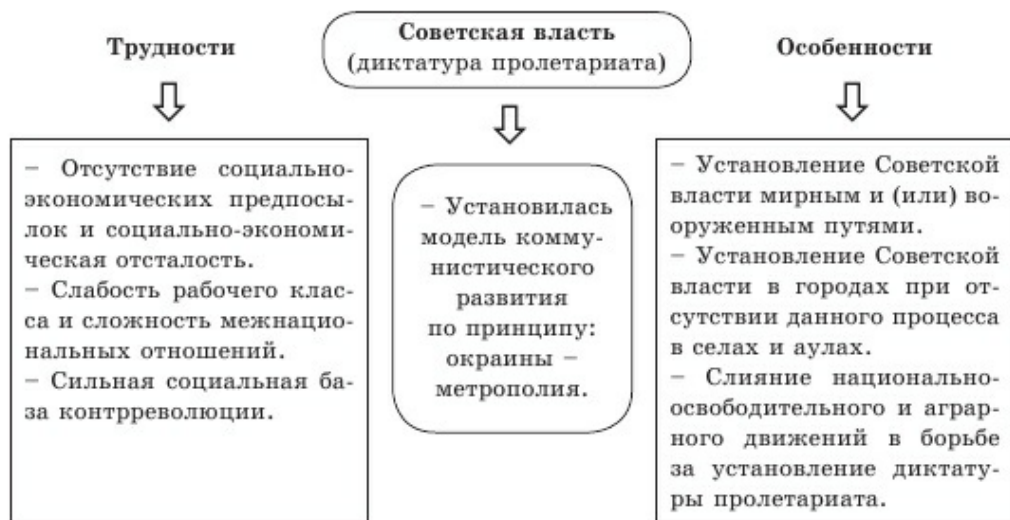 Трудности
Советская власть
(диктатура пролетариата)
Особенности
– Отсутствие социально-
экономических предпосы-
лок и социально-экономи-
ческая отсталость.
– Слабость рабочего клас-
са и сложность межнацио-
нальных отношений.
– Сильная социальная ба-
за контрреволюции.
– Установилась
модель комму-
нистического
развития
по принципу:
окраины –
метрополия.
– Установление Советской
власти мирным и (или) во-
оруженным путями.
– Установление Советской
власти в городах при от-
сутствии данного процесса
в селах и аулах.
– Слияние национально-
освободительного и аграр-
ного движений в борьбе
за установление диктату-
ры пролетариата.